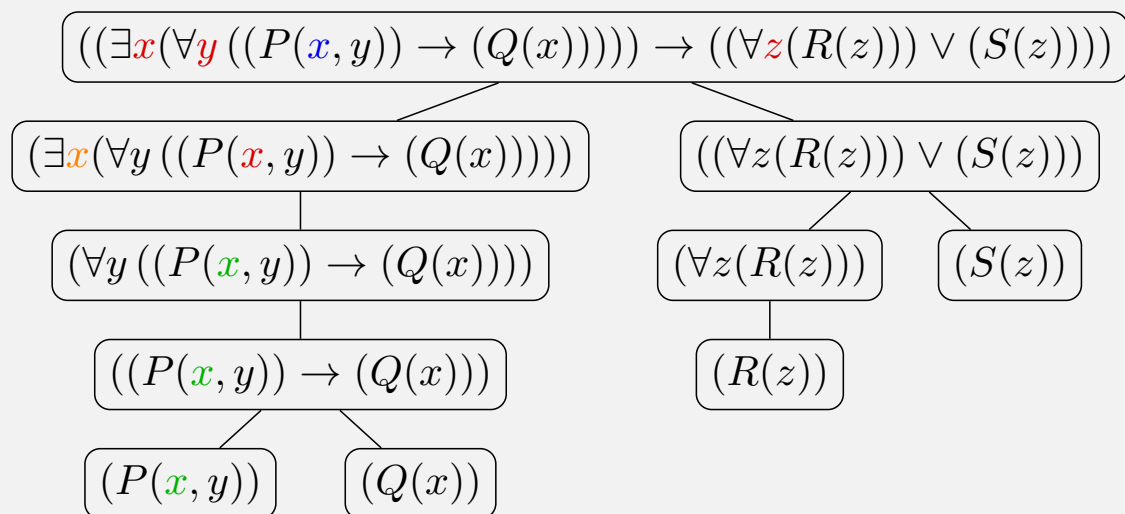 ((∃x(∀y ((P(x, y)) → (Q(x))))) → ((∀z(R(z))) ∨ (S(z))))
(∃x(∀y ((P(x, y)) → (Q(x)))))
((∀z(R(z))) ∨ (S(z)))
(∀y ((P(x, y)) → (Q(x))))
(∀z(R(z)))
(S(z))
((P(x, y)) → (Q(x)))
(R(z))
(P(x, y))
(Q(x))